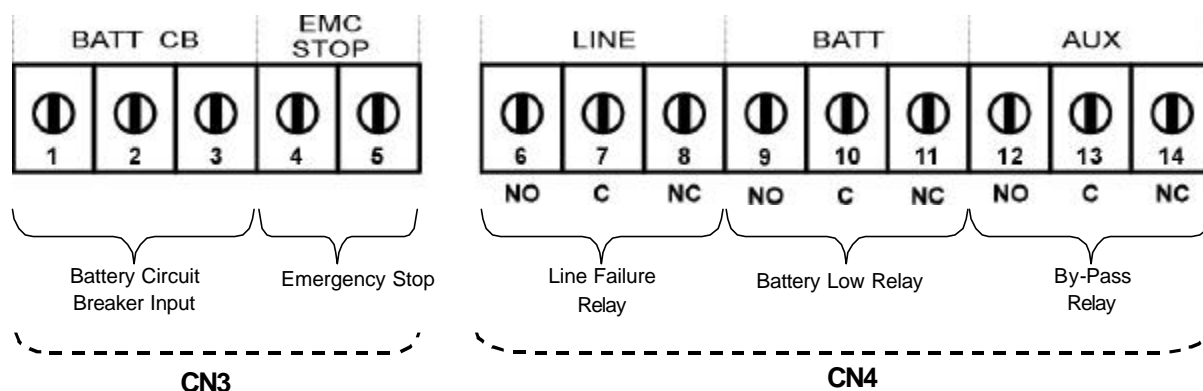 BATT CB
EMC
STOP
LINE
BATT
AUX
1 2 3 4 5 6 7 8 9 10 11 12 13 14
NO C NC NO C NC NO C NC
Battery Circuit
Breaker Input
Emergency Stop
Line Failure
Relay
Battery Low Relay
By-Pass
Relay
CN3
CN4